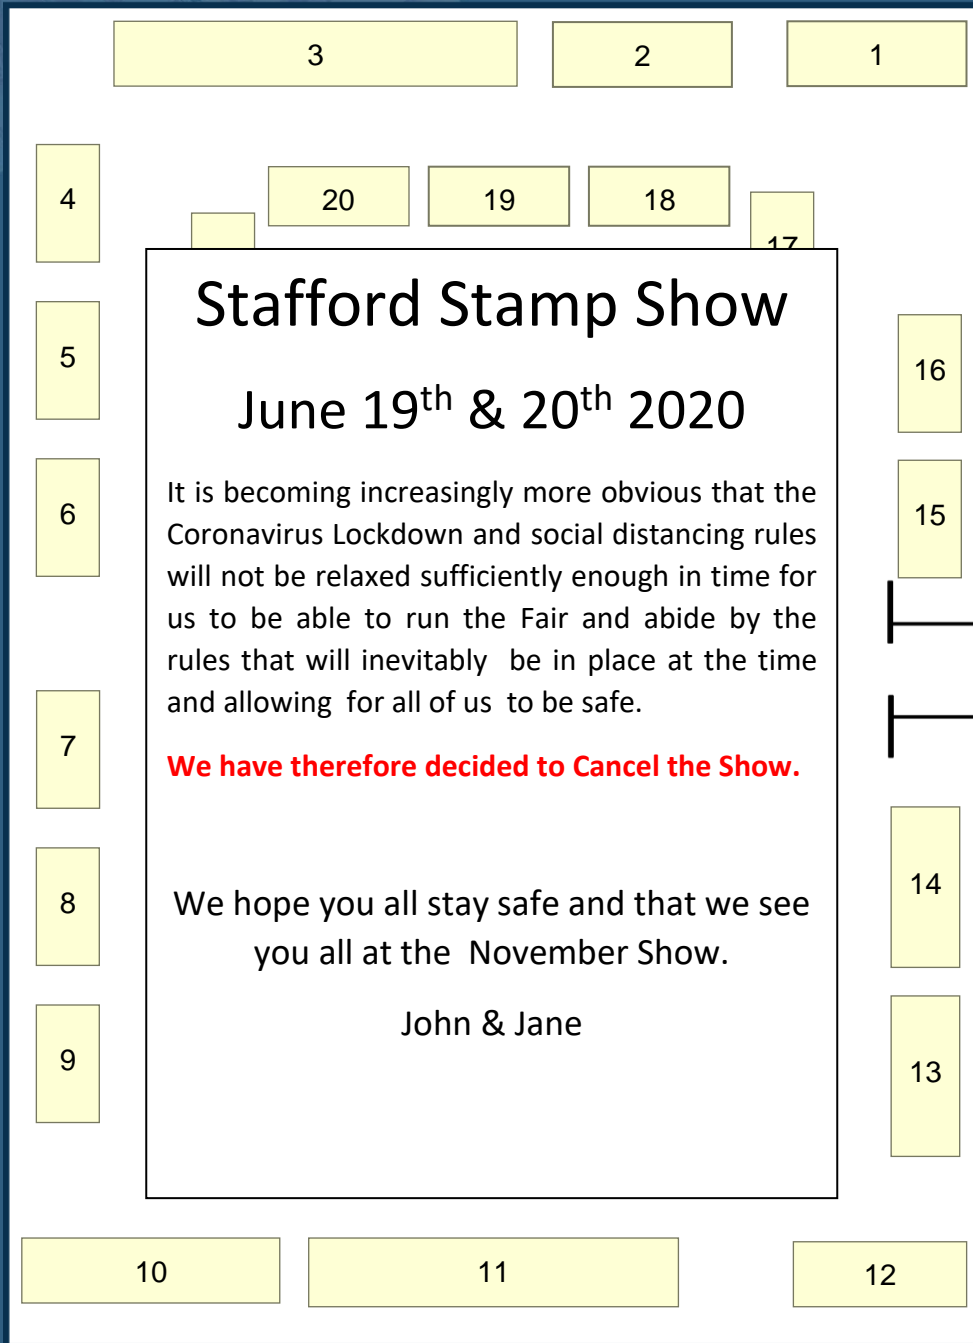 3 2 1
4
20 19 18
17
Stafford Stamp Show
June 19th & 20th 2020
5
16
It is becoming increasingly more obvious that the
Coronavirus Lockdown and social distancing rules
will not be relaxed sufficiently enough in time for
us to be able to run the Fair and abide by the
rules that will inevitably be in place at the time
and allowing for all of us to be safe.
6
15
We have therefore decided to Cancel the Show.
7
We hope you all stay safe and that we see
you all at the November Show.
John & Jane
8
14
9
13
10 11 12